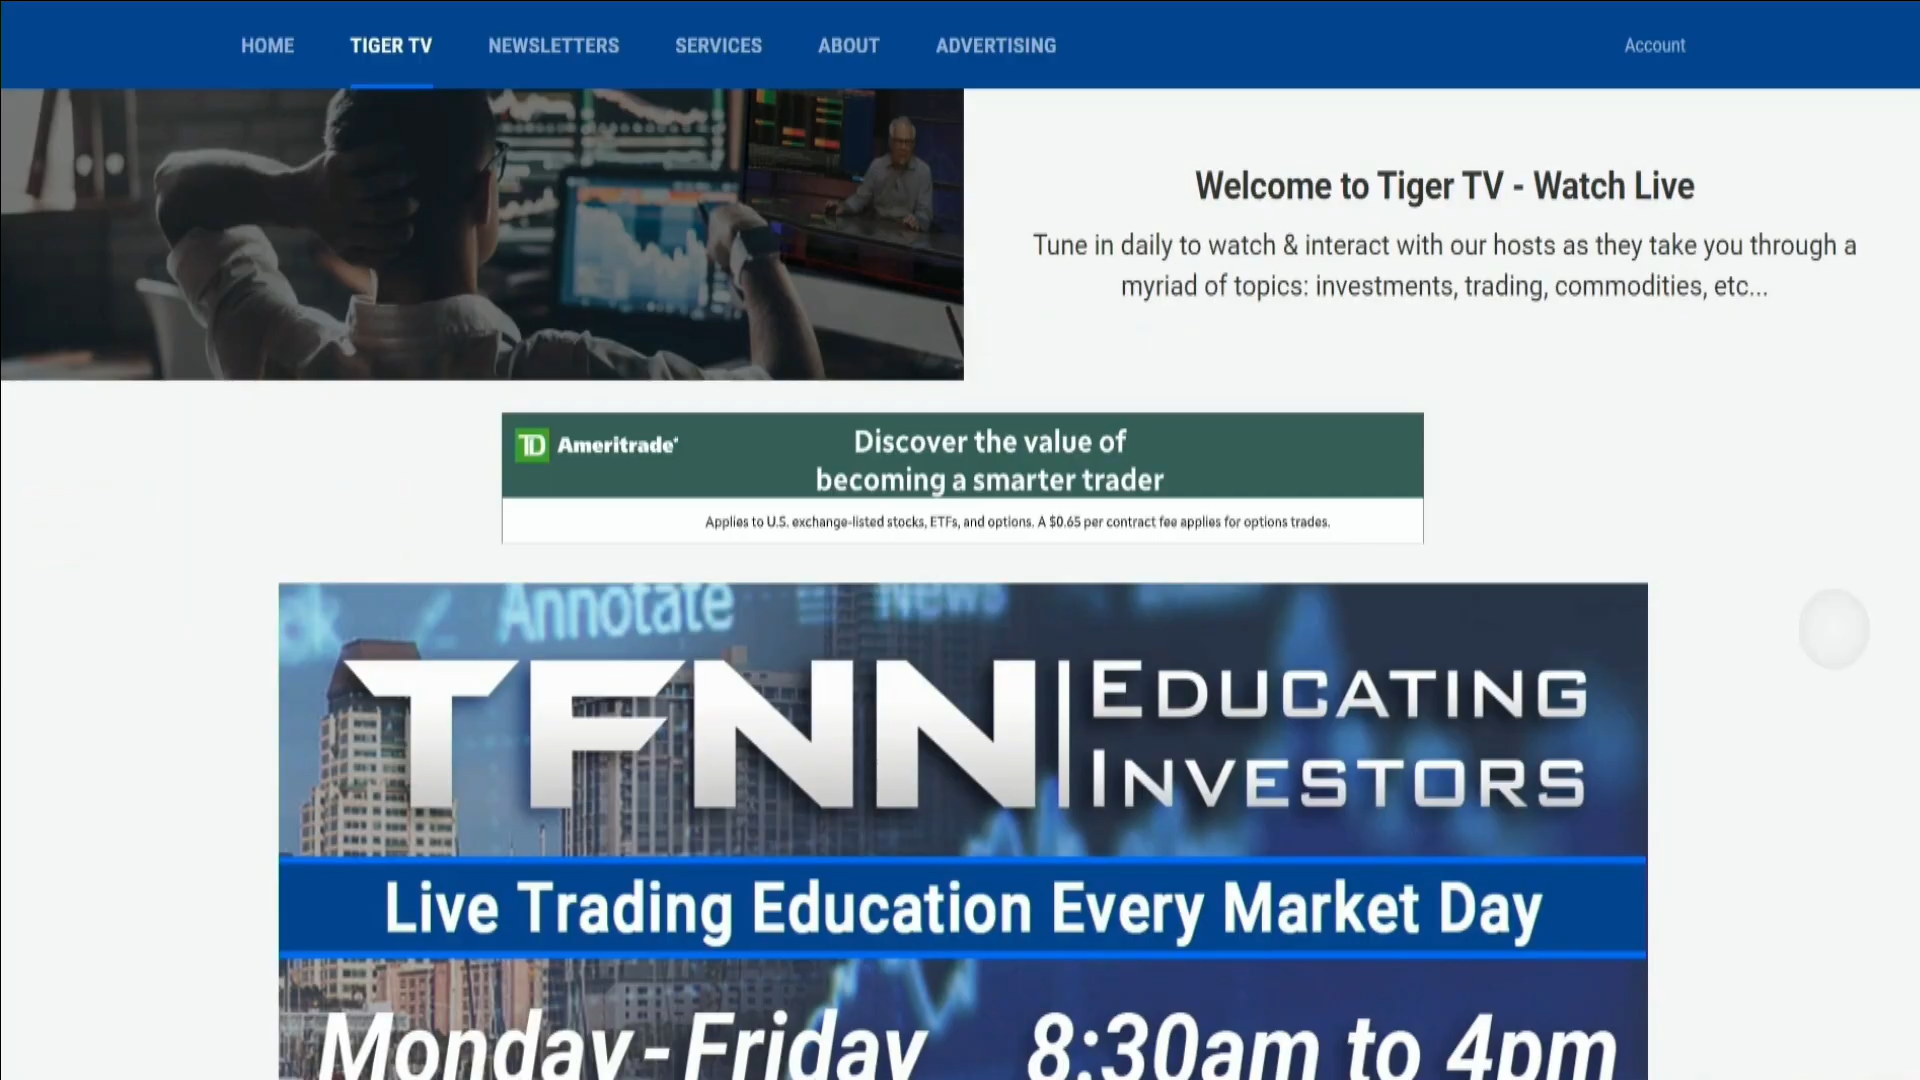 HOME TIGER TV NEWSLETTERS SERVICES ABOUT ADVERTISING Account
Welcome to Tiger TV - Watch Live
Tune in daily to watch & interact with our hosts as they take you through a
myriad of topics: investments, trading, commodities, etc...
TD Ameritrade
Discover the value of
becoming a smarter trader
Applies to U.S. exchange-listed stocks, ETFs, and options. A $0.65 per contract fee applies for options trades.
Annotate News
TFNN | EDUCATING
INVESTORS
Live Trading Education Every Market Day
Monday - Friday 8:30am to 4pm